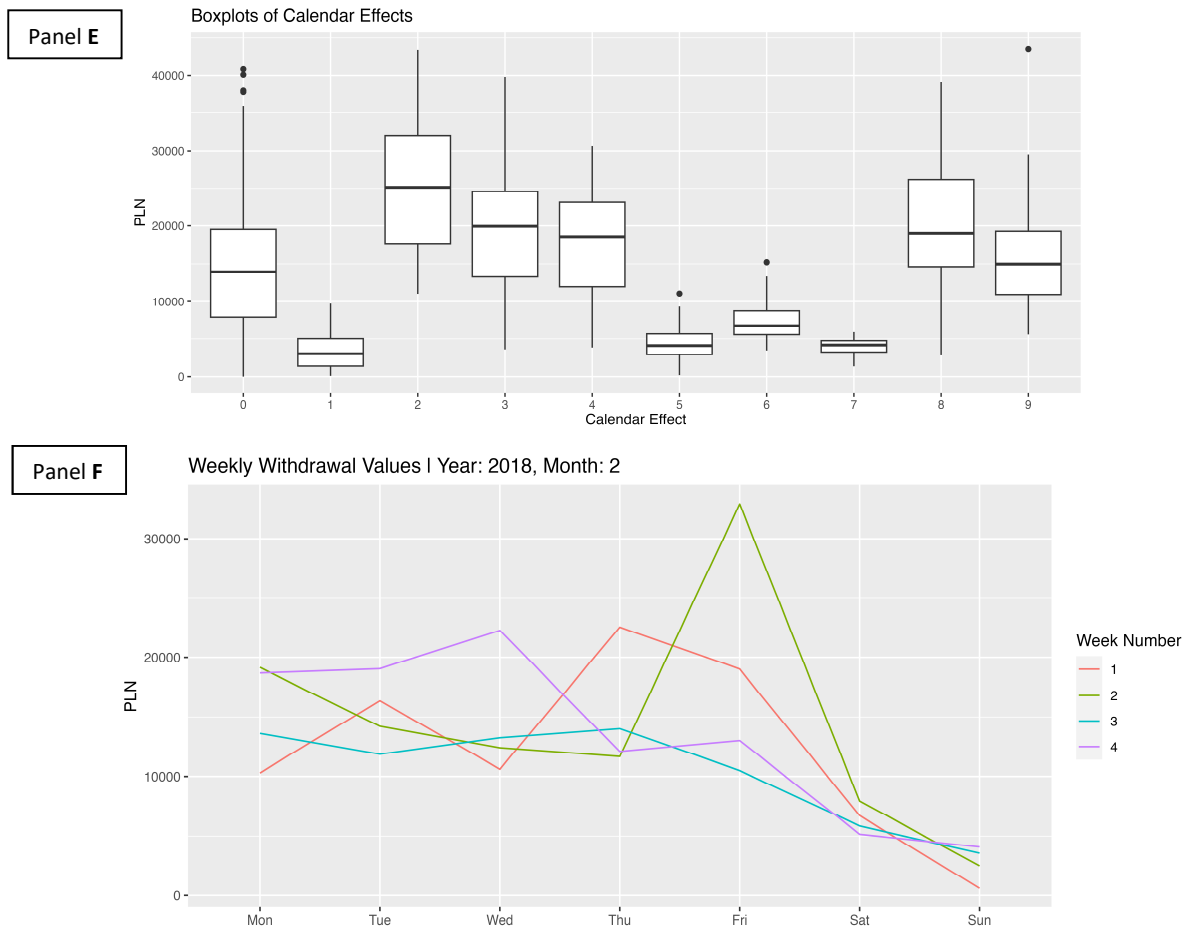 Panel E
Boxplots of Calendar Effects
PLN
40000
30000
20000
10000
0
0 1 2 3 4 5 6 7 8 9
Calendar Effect
Panel F
Weekly Withdrawal Values | Year: 2018, Month: 2
PLN
30000
20000
10000
0
Mon Tue Wed Thu Fri Sat Sun
Week Number
1
2
3
4